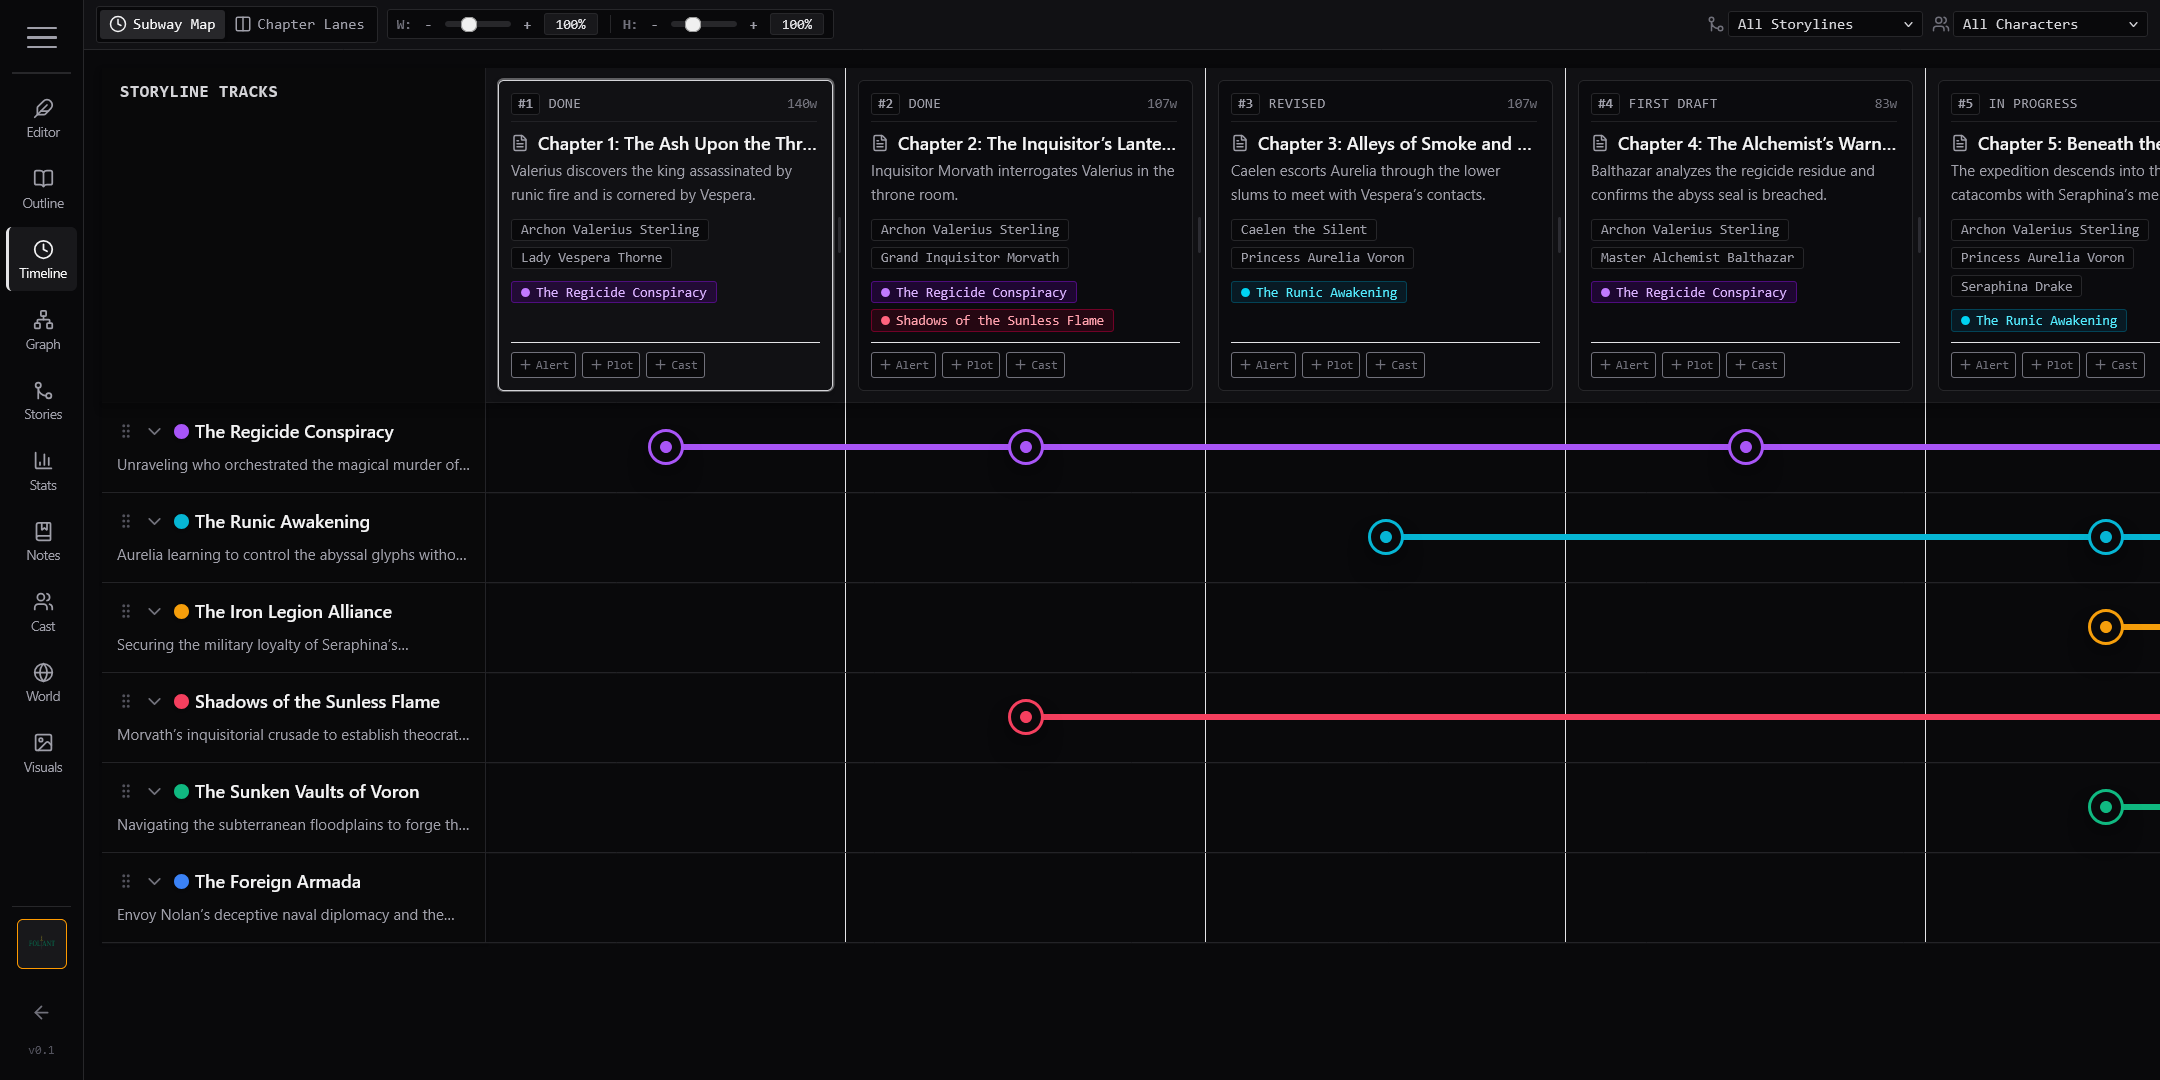 Subway Map
Chapter Lanes
W: - + 100%
H: - + 100%
All Storylines
All Characters
Editor
Outline
Timeline
Graph
Stories
Stats
Notes
Cast
World
Visuals
v0.1
STORYLINE TRACKS
#1 DONE 140w
Chapter 1: The Ash Upon the Thr...
Valerius discovers the king assassinated by
runic fire and is cornered by Vespera.
Archon Valerius Sterling
Lady Vespera Thorne
The Regicide Conspiracy
+ Alert + Plot + Cast
#2 DONE 107w
Chapter 2: The Inquisitor’s Lante...
Inquisitor Morvath interrogates Valerius in the
throne room.
Archon Valerius Sterling
Grand Inquisitor Morvath
The Regicide Conspiracy
Shadows of the Sunless Flame
+ Alert + Plot + Cast
#3 REVISED 107w
Chapter 3: Alleys of Smoke and ...
Caelen escorts Aurelia through the lower
slums to meet with Vespera’s contacts.
Caelen the Silent
Princess Aurelia Voron
The Runic Awakening
+ Alert + Plot + Cast
#4 FIRST DRAFT 83w
Chapter 4: The Alchemist’s Warn...
Balthazar analyzes the regicide residue and
confirms the abyss seal is breached.
Archon Valerius Sterling
Master Alchemist Balthazar
The Regicide Conspiracy
+ Alert + Plot + Cast
#5 IN PROGRESS
Chapter 5: Beneath the
The expedition descends into th
catacombs with Seraphina’s me
Archon Valerius Sterling
Princess Aurelia Voron
Seraphina Drake
The Runic Awakening
+ Alert + Plot + Cast
The Regicide Conspiracy
Unraveling who orchestrated the magical murder of...
The Runic Awakening
Aurelia learning to control the abyssal glyphs witho...
The Iron Legion Alliance
Securing the military loyalty of Seraphina’s...
Shadows of the Sunless Flame
Morvath’s inquisitorial crusade to establish theocrat...
The Sunken Vaults of Voron
Navigating the subterranean floodplains to forge th...
The Foreign Armada
Envoy Nolan’s deceptive naval diplomacy and the...